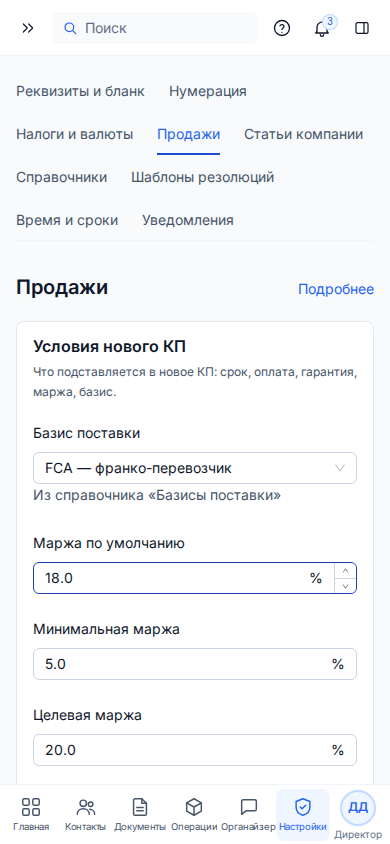 Поиск
3
Реквизиты и бланк Нумерация
Налоги и валюты Продажи Статьи компании
Справочники Шаблоны резолюций
Время и сроки Уведомления
Продажи Подробнее
Условия нового КП
Что подставляется в новое КП: срок, оплата, гарантия,
маржа, базис.
Базис поставки
FCA — франко-перевозчик
Из справочника «Базисы поставки»
Маржа по умолчанию
18.0 %
Минимальная маржа
5.0 %
Целевая маржа
20.0 %
Главная Контакты Документы Операции Органайзер Настройки
ДД
Директор